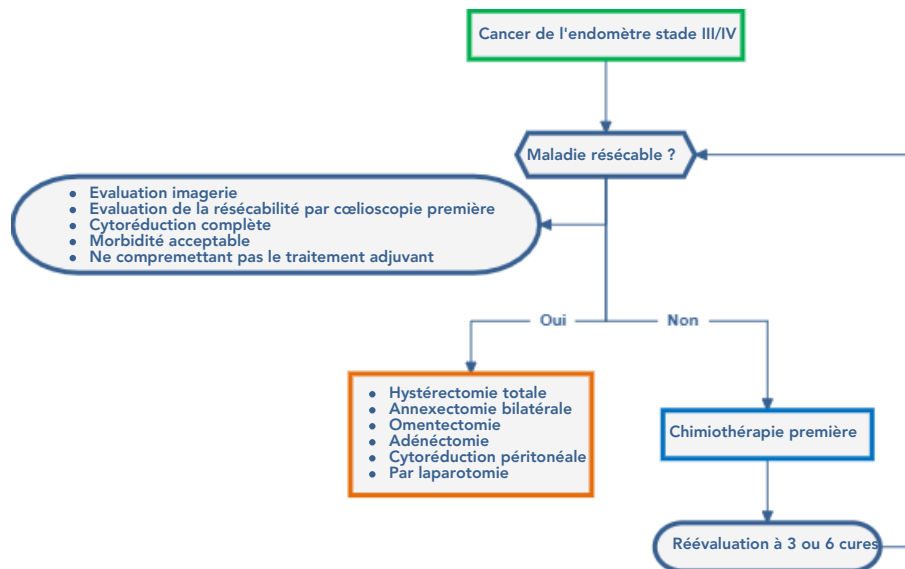 Cancer de l'endomètre stade III/IV
Maladie résécable ?
• Evaluation imagerie
• Evaluation de la résécabilité par cœlioscopie première
• Cytoréduction complète
• Morbidité acceptable
• Ne compremettant pas le traitement adjuvant
Oui
Non
• Hystérectomie totale
• Annexectomie bilatérale
• Omentectomie
• Adénéctomie
• Cytoréduction péritonéale
• Par laparotomie
Chimiothérapie première
Réévaluation à 3 ou 6 cures